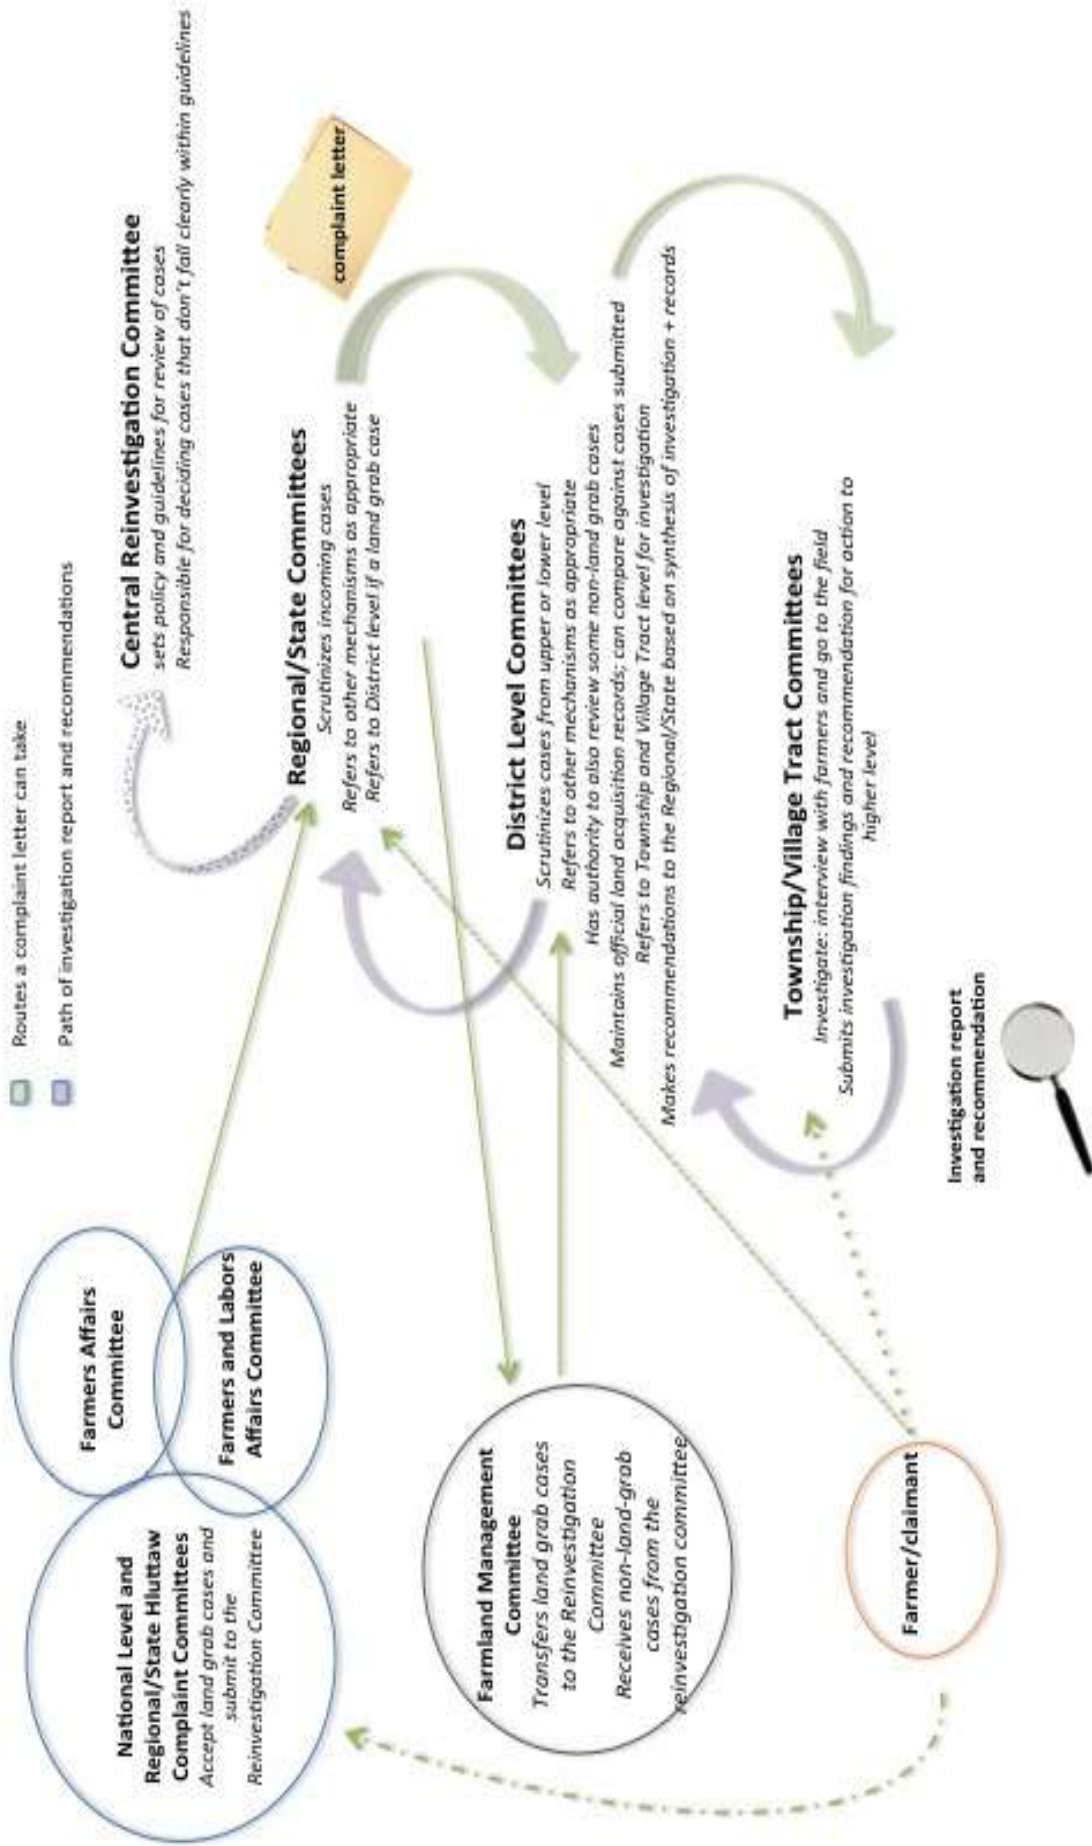 Routes a complaint letter can take
Path of investigation report and recommendations
Central Reinvestigation Committee
sets policy and guidelines for review of cases
Responsible for deciding cases that don't fall clearly within guidelines
complaint letter
Regional/State Committees
Scrutinizes incoming cases
Refers to other mechanisms as appropriate
Refers to District level if a land grab case
District Level Committees
Scrutinizes cases from upper or lower level
Refers to other mechanisms as appropriate
Has authority to also review some non-land grab cases
Maintains official land acquisition records; can compare against cases submitted
Refers to Township and Village Tract level for investigation
Makes recommendations to the Regional/State based on synthesis of investigation + records
Township/Village Tract Committees
Investigate: interview with farmers and go to the field
Submits investigation findings and recommendation for action to
higher level
Investigation report
and recommendation
Farmers Affairs
Committee
Farmers and Labors
Affairs Committee
National Level and
Regional/State Hluttaw
Complaint Committees
Accept land grab cases and
submit to the
Reinvestigation Committee
Farmland Management
Committee
Transfers land grab cases
to the Reinvestigation
Committee
Receives non-land-grab
cases from the
reinvestigation committee
Farmer/claimant